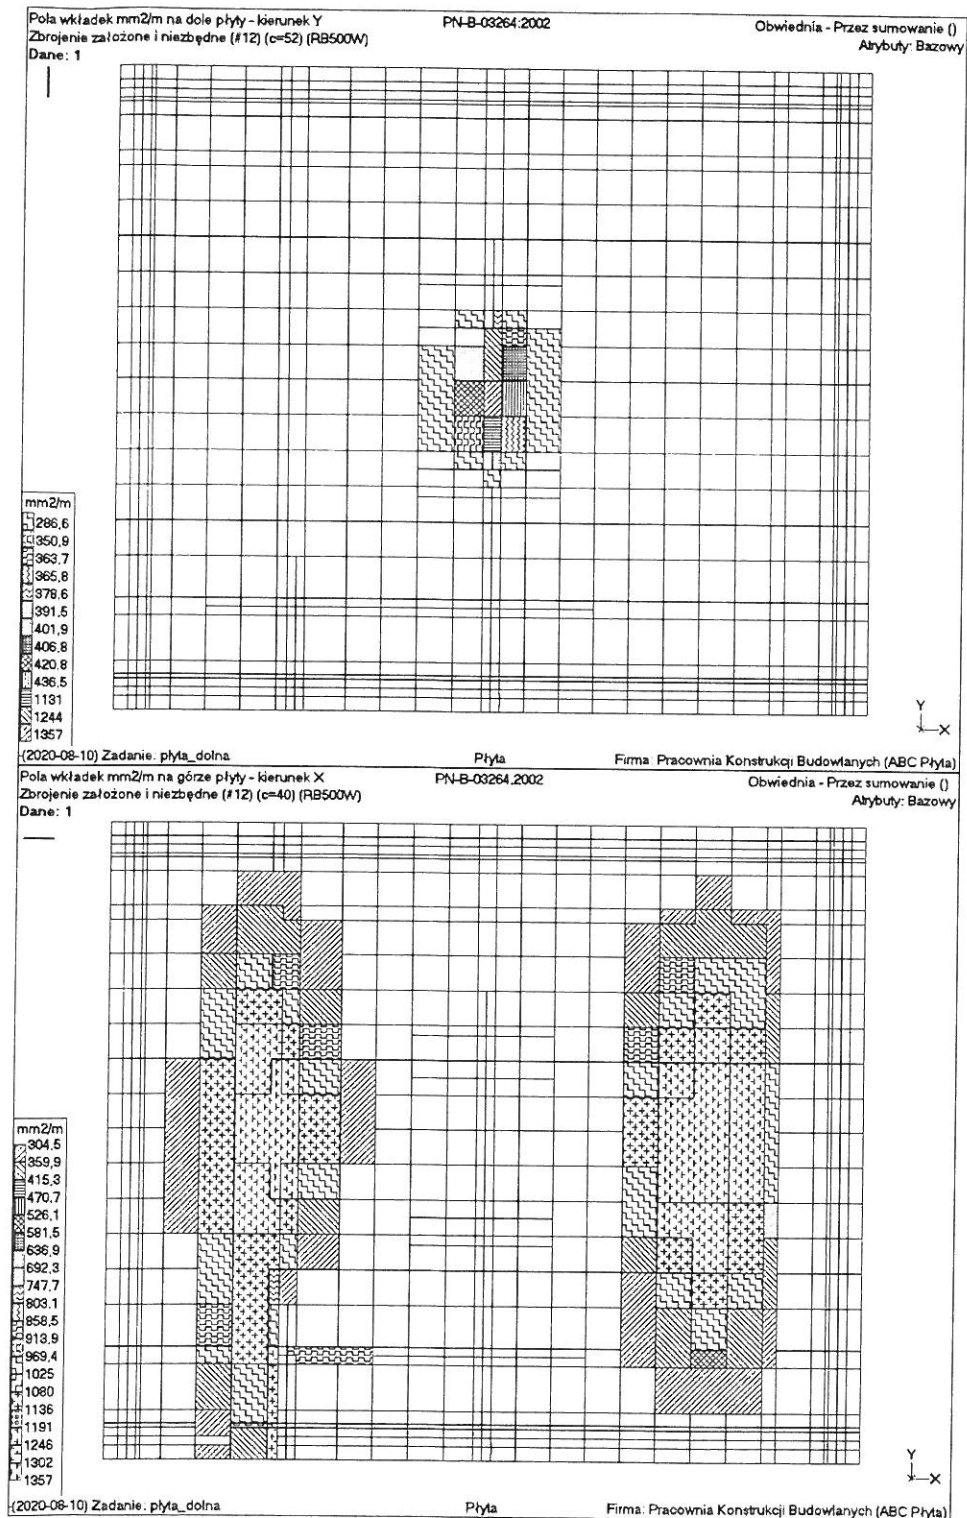 Pola wkładek mm2/m na dole płyty - kierunek Y PN-B-03264:2002 Obwiednia - Przez sumowanie ()
Zbrojenie założone i niezbędne (#12) (c=52) (RB500W) Atrybuty: Bazowy
Dane: 1
mm2/m
286,6
350,9
363,7
365,8
378,6
391,5
401,9
406,8
420,8
436,5
1131
1244
1357
Y
X
(2020-08-10) Zadanie: płyta_dolna Płyta Firma: Pracownia Konstrukcji Budowlanych (ABC Płyta)
Pola wkładek mm2/m na górze płyty - kierunek X PN-B-03264:2002 Obwiednia - Przez sumowanie ()
Zbrojenie założone i niezbędne (#12) (c=40) (RB500W) Atrybuty: Bazowy
Dane: 1
mm2/m
304,5
359,9
415,3
470,7
526,1
581,5
636,9
692,3
747,7
803,1
858,5
913,9
969,4
1025
1080
1136
1191
1246
1302
1357
Y
X
(2020-08-10) Zadanie: płyta_dolna Płyta Firma: Pracownia Konstrukcji Budowlanych (ABC Płyta)